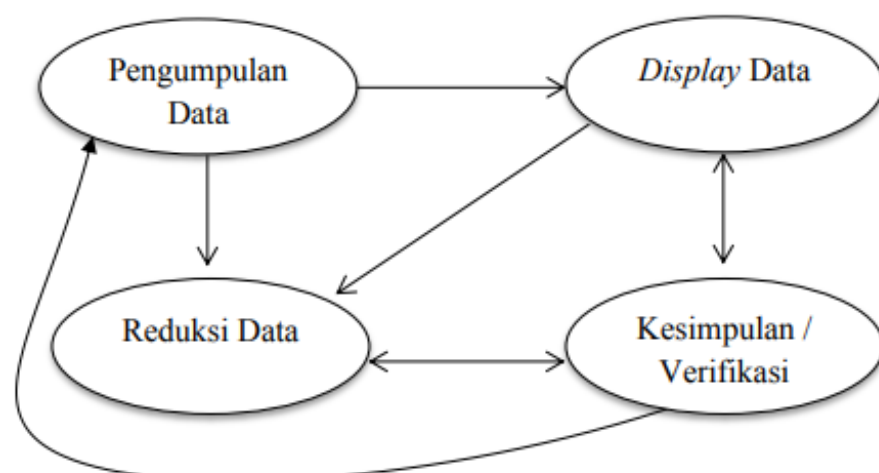 Pengumpulan
Data
Display Data
Reduksi Data
Kesimpulan /
Verifikasi